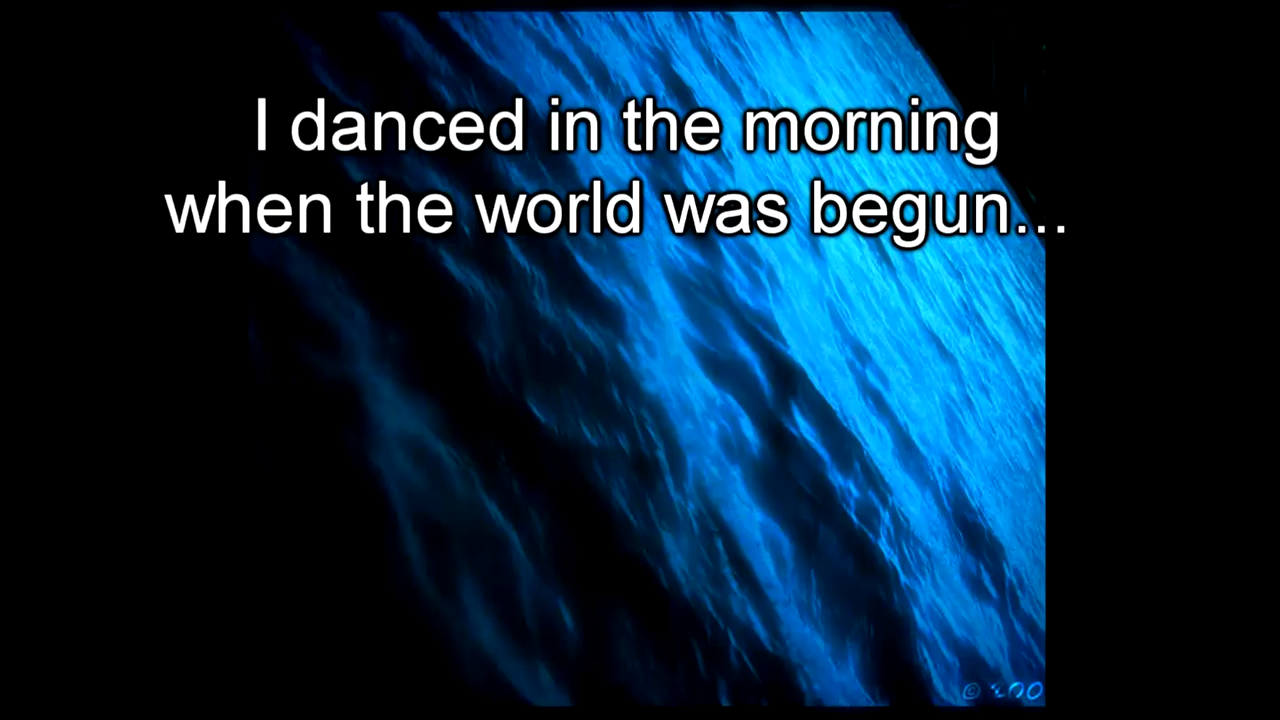 I danced in the morning
when the world was begun...